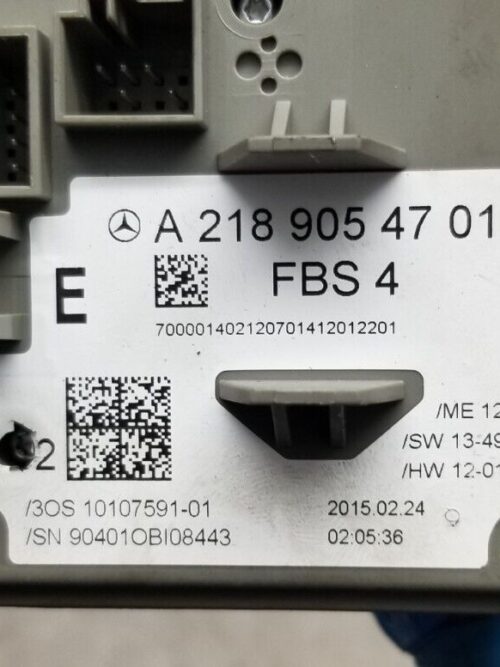 A 218 905 47 01
E
FBS 4
700001402120701412012201
/ME 12
2
/SW 13-49
/HW 12-01
/3OS 10107591-01
2015.02.24
/SN 90401OBI08443
02:05:36